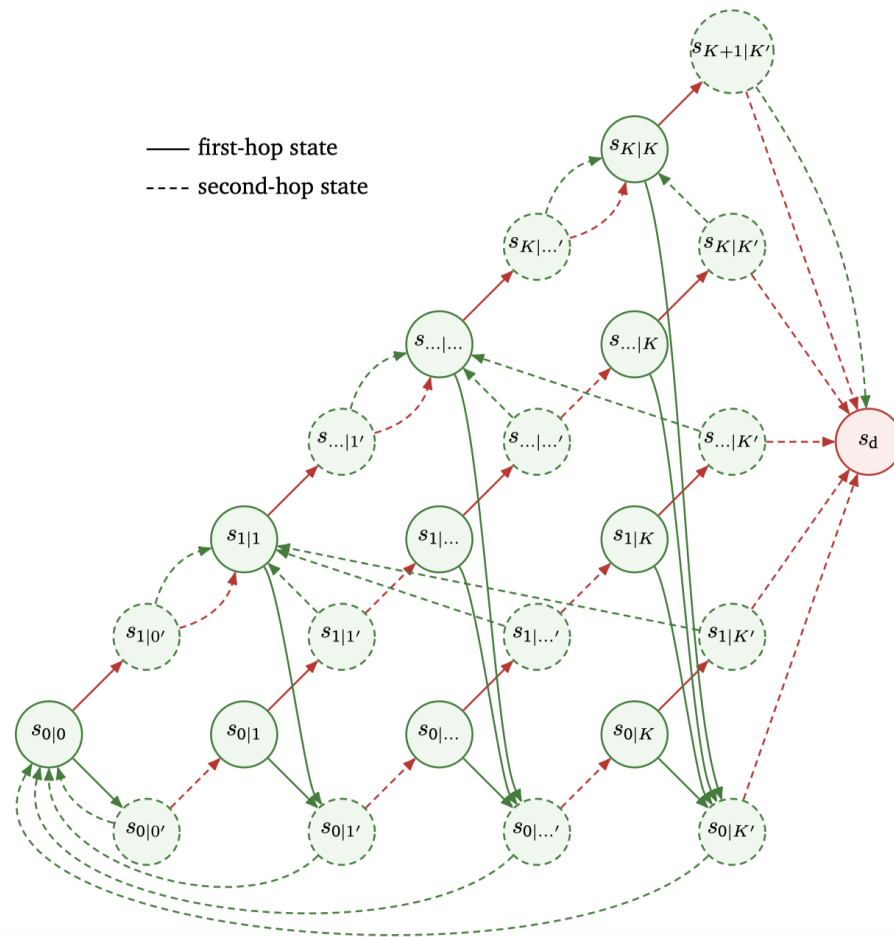 s_{K+1|K'}
s_{K|K}
first-hop state
second-hop state
s_{K|...'}
s_{K|K'}
s_{...|...}
s_{...|K}
s_{...|1'}
s_{...|...'}
s_{...|K'}
s_d
s_{1|1}
s_{1|...}
s_{1|K}
s_{1|0'}
s_{1|1'}
s_{1|...'}
s_{1|K'}
s_{0|0}
s_{0|1}
s_{0|...}
s_{0|K}
s_{0|0'}
s_{0|1'}
s_{0|...'}
s_{0|K'}